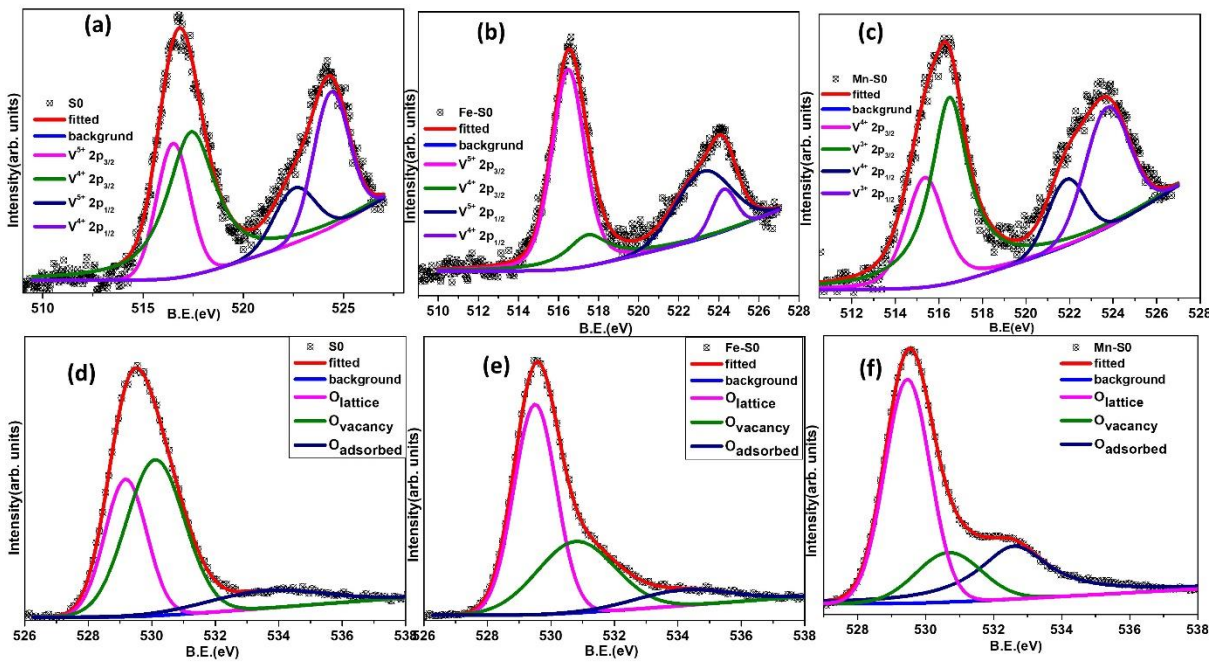 (a)
S0
fitted
backgrund
V5+ 2p3/2
V4+ 2p3/2
V5+ 2p1/2
V4+ 2p1/2
Intensity(arb. units)
510 515 520 525
B.E.(eV)
(b)
Fe-S0
fitted
background
V5+ 2p3/2
V4+ 2p3/2
V5+ 2p1/2
V4+ 2p1/2
Intensity(arb. units)
510 512 514 516 518 520 522 524 526 528
B.E.(eV)
(c)
Mn-S0
fitted
background
V4+ 2p3/2
V3+ 2p3/2
V4+ 2p1/2
V3+ 2p1/2
Intensity(arb. units)
512 514 516 518 520 522 524 526 528
B.E(eV)
(d)
S0
fitted
background
Olattice
Ovacancy
Oadsorbed
Intensity(arb. units)
526 528 530 532 534 536 538
B.E.(eV)
(e)
Fe-S0
fitted
background
Olattice
Ovacancy
Oadsorbed
Intensity(arb. units)
526 528 530 532 534 536 538
B.E.(eV)
(f)
Mn-S0
fitted
background
Olattice
Ovacancy
Oadsorbed
Intensity(arb. units)
528 530 532 534 536 538
B.E.(eV)